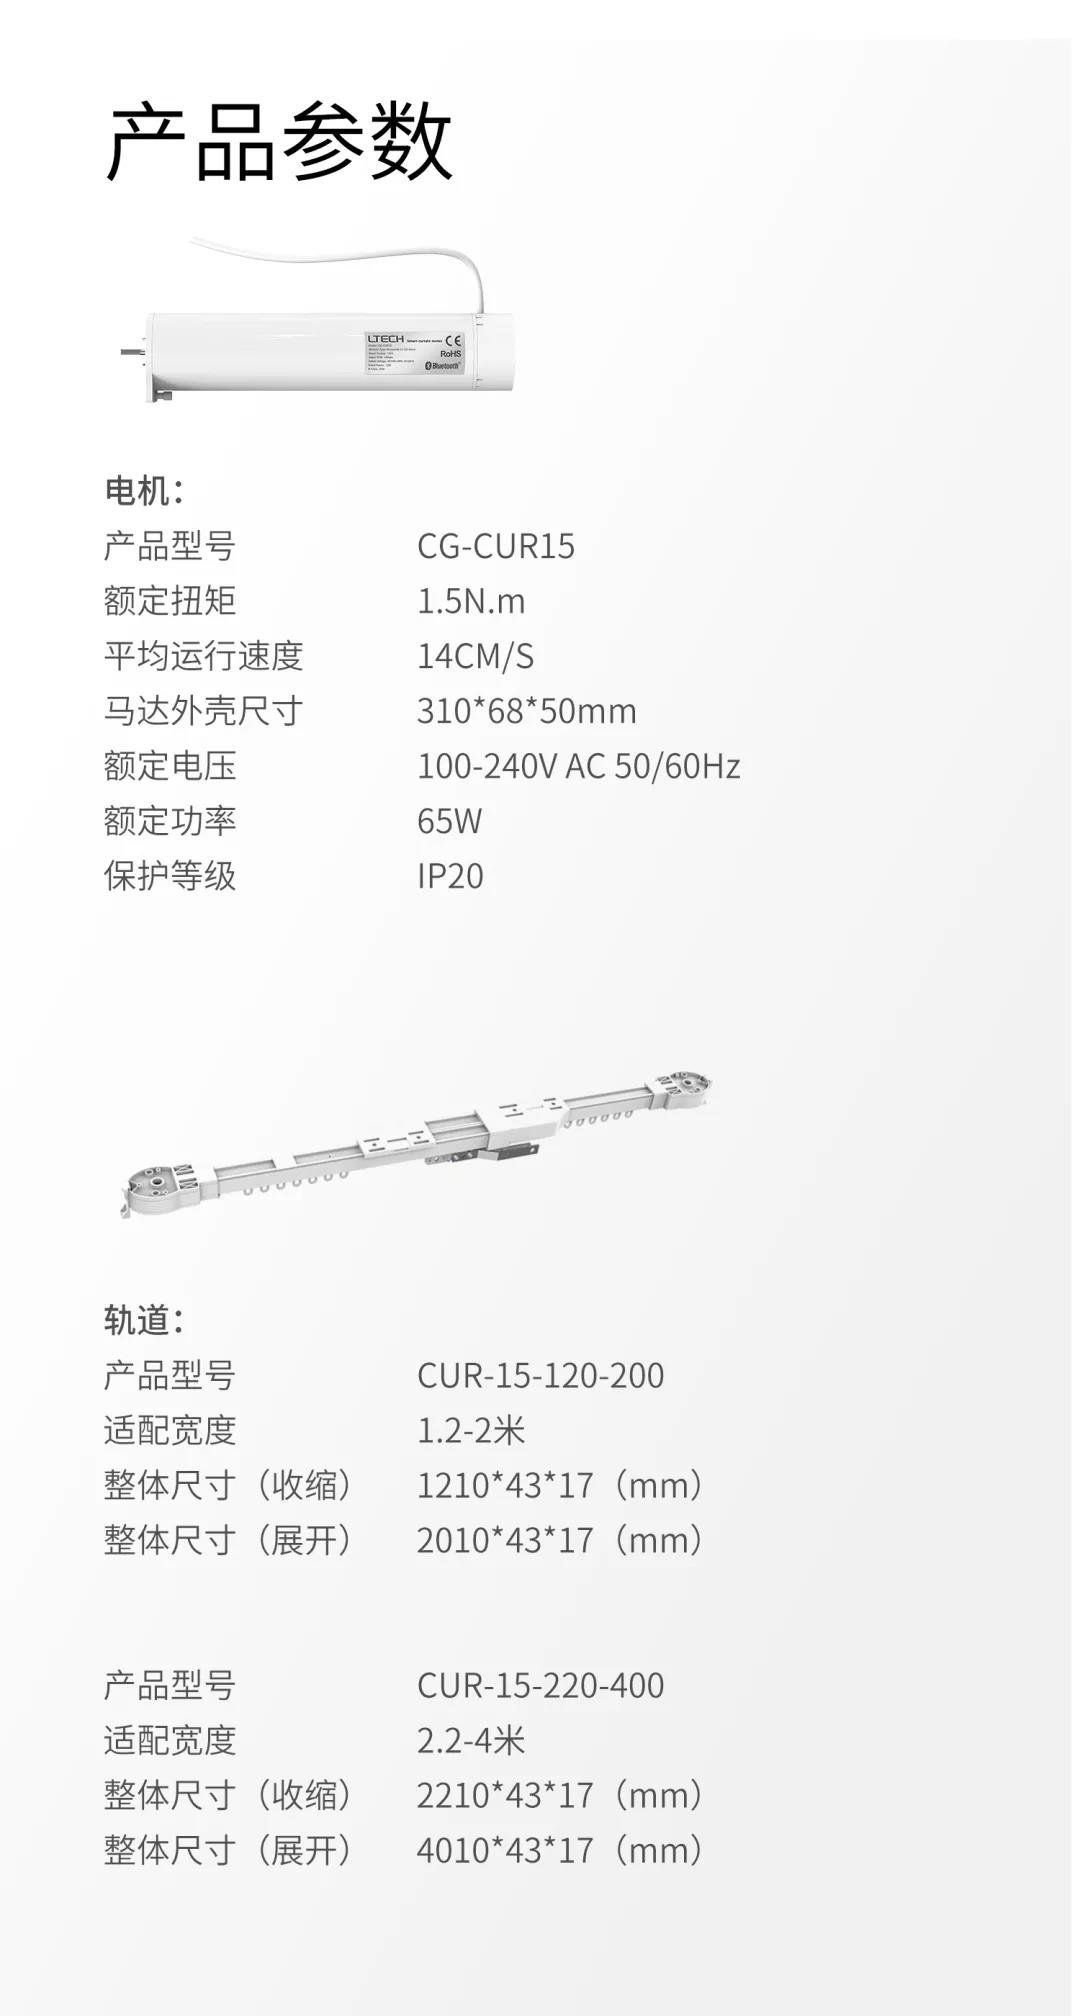 产品参数
LTECH Smart curtain motor CE
RoHS
Bluetooth
电机：
产品型号 CG-CUR15
额定扭矩 1.5N.m
平均运行速度 14CM/S
马达外壳尺寸 310*68*50mm
额定电压 100-240V AC 50/60Hz
额定功率 65W
保护等级 IP20
轨道：
产品型号 CUR-15-120-200
适配宽度 1.2-2米
整体尺寸（收缩） 1210*43*17（mm）
整体尺寸（展开） 2010*43*17（mm）
产品型号 CUR-15-220-400
适配宽度 2.2-4米
整体尺寸（收缩） 2210*43*17（mm）
整体尺寸（展开） 4010*43*17（mm）